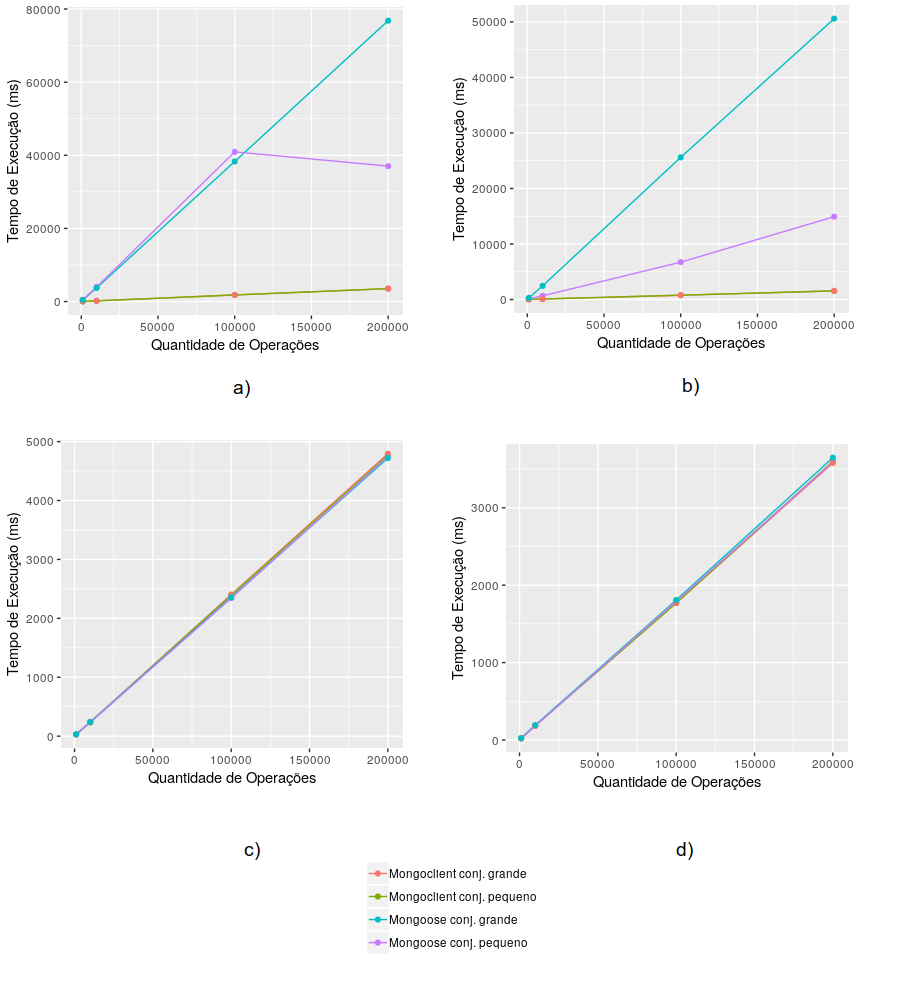 80000
60000
40000
20000
0
Tempo de Execução (ms)
0
50000
100000
150000
200000
Quantidade de Operações
a)
50000
40000
30000
20000
10000
0
Tempo de Execução (ms)
0
50000
100000
150000
200000
Quantidade de Operações
b)
5000
4000
3000
2000
1000
0
Tempo de Execução (ms)
0
50000
100000
150000
200000
Quantidade de Operações
c)
3000
2000
1000
0
Tempo de Execução (ms)
0
50000
100000
150000
200000
Quantidade de Operações
d)
Mongoclient conj. grande
Mongoclient conj. pequeno
Mongoose conj. grande
Mongoose conj. pequeno